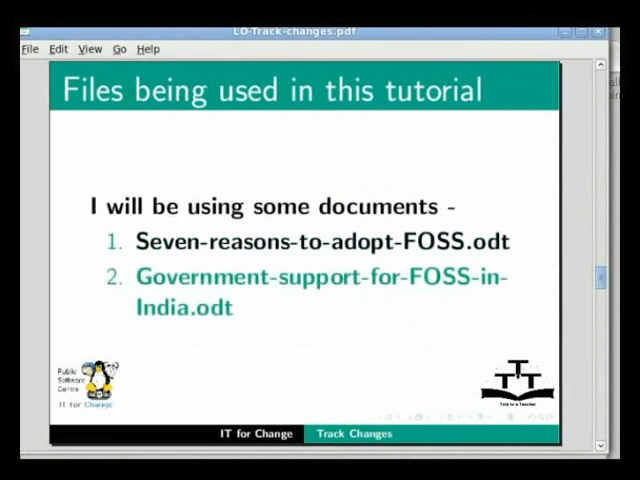 LO-Track-changes.pdf
File Edit View Go Help
Files being used in this tutorial
I will be using some documents -
1. Seven-reasons-to-adopt-FOSS.odt
2. Government-support-for-FOSS-in-
India.odt
Public
Software
Centre
IT for Change
TTT
Talk to a Teacher
IT for Change
Track Changes